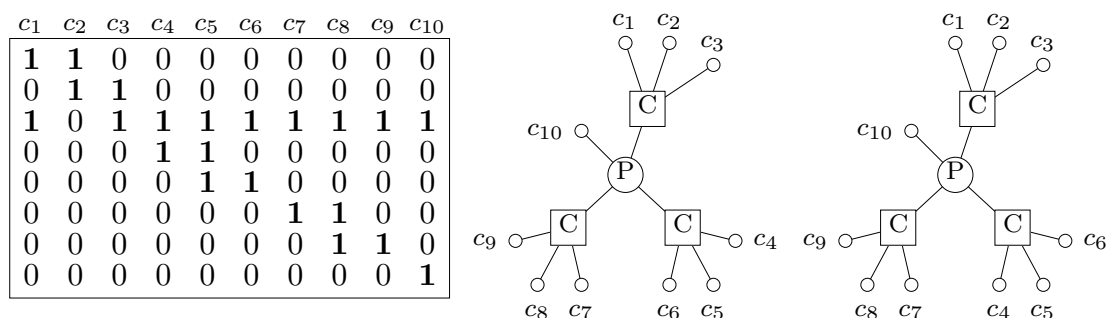 c1 c2 c3 c4 c5 c6 c7 c8 c9 c10
1 1 0 0 0 0 0 0 0 0
0 1 1 0 0 0 0 0 0 0
1 0 1 1 1 1 1 1 1 1
0 0 0 1 1 0 0 0 0 0
0 0 0 0 1 1 0 0 0 0
0 0 0 0 0 0 1 1 0 0
0 0 0 0 0 0 0 1 1 0
0 0 0 0 0 0 0 0 0 1
c1 c2
c3
C
c10
P
C C
c9 c4
c8 c7 c6 c5
c1 c2
c3
C
c10
P
C C
c9 c6
c8 c7 c4 c5